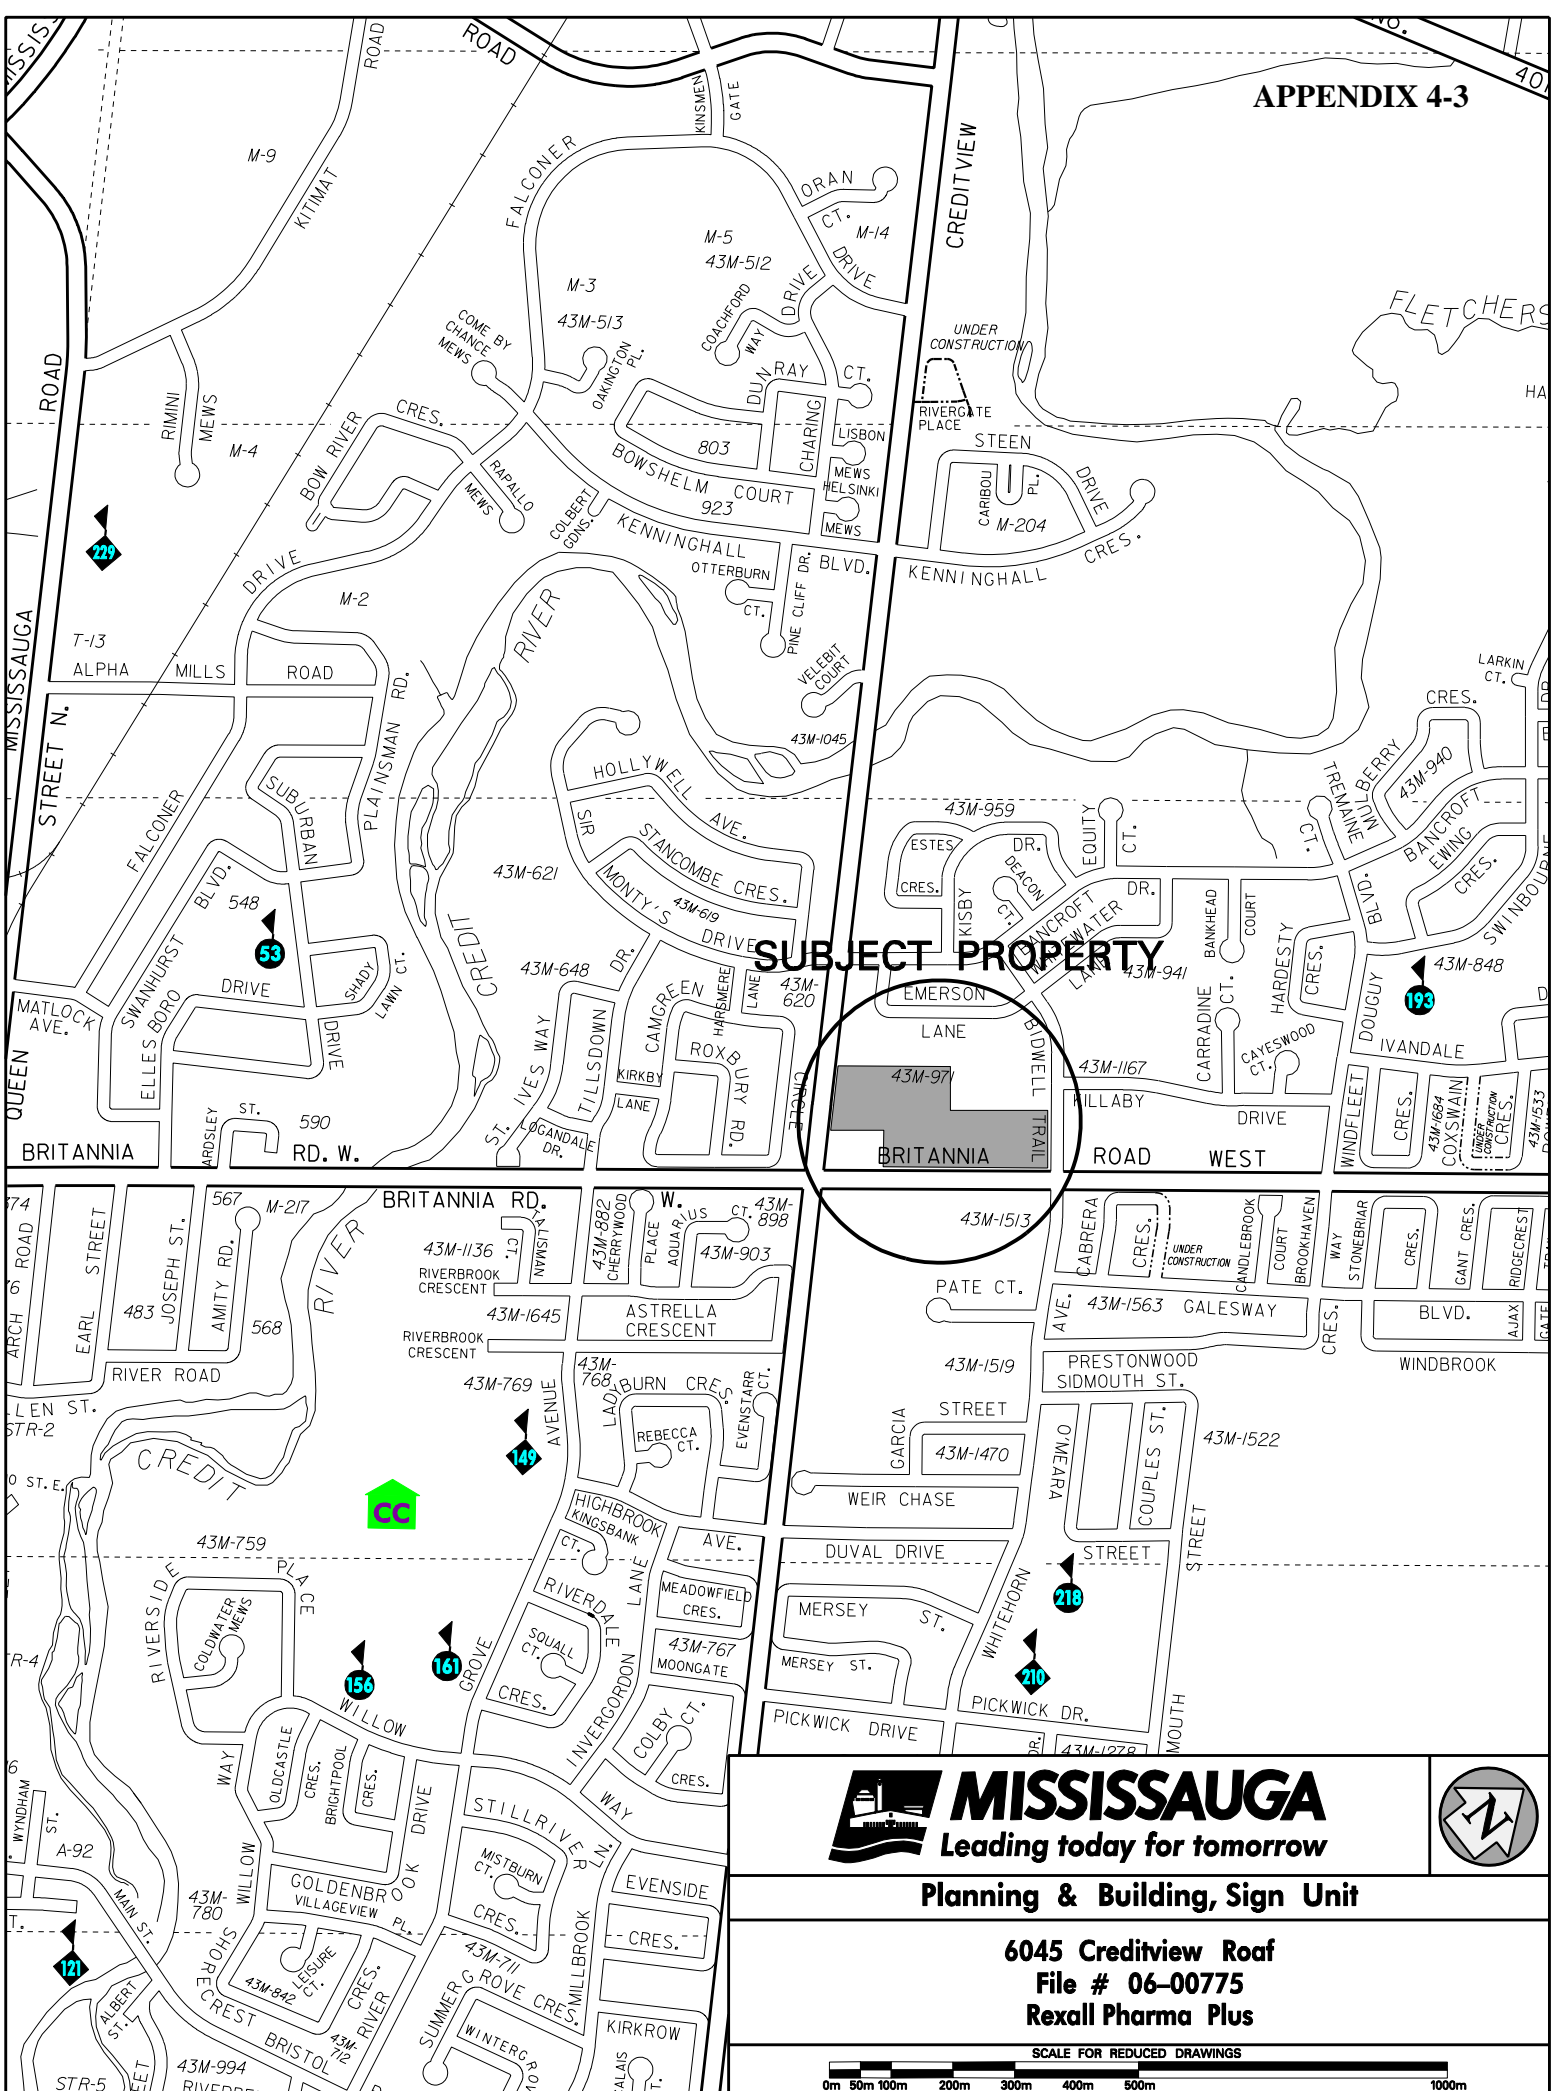 APPENDIX 4-3
MISSISSAUGA
ROAD
ROAD
ROAD
NO.
401
M-9
KITIMAT
KINSMEN
GATE
FALCONER
ORAN
CT.
M-14
DRIVE
CREDITVIEW
M-5
43M-512
M-3
43M-513
COACHFORD
WAY
DRIVE
COME BY
CHANCE
MEWS
OAKINGTON
PL.
UNDER
CONSTRUCTION
FLETCHERS
RIMINI
MEWS
M-4
BOW RIVER
CRES.
DUNRAY
CT.
CHARING
LISBON
MEWS
HELSINKI
MEWS
803
BOWSHELM COURT
923
RIVERGATE
PLACE
STEEN
DRIVE
CARIBOU
PL.
M-204
HA
RAPALLO
MEWS
COLBERT
GDNS.
KENNINGHALL
BLVD.
KENNINGHALL
CRES.
229
DRIVE
OTTERBURN
CT.
PINE CLIFF DR.
VELEBIT
COURT
M-2
RIVER
T-13
ALPHA MILLS ROAD
MISSISSAUGA
STREET N.
PLAINSMAN RD.
43M-1045
LARKIN
CT.
CRES.
MULBERRY
43M-940
TREMAINE
CT.
HOLLYWELL
AVE.
SIR
MONTY'S
DRIVE
STANCOMBE CRES.
43M-619
43M-621
FALCONER
SUBURBAN
DRIVE
43M-959
ESTES
CRES.
DR.
DEACON
CT.
KISBY
EQUITY
CT.
BANCROFT
DR.
BANCROFT
EWING
CRES.
SWINBOURNE
BLVD.
SWANHURST
BLVD.
548
53
CREDIT
SHADY
LAWN CT.
ELLESBORO
DRIVE
MATLOCK
AVE.
QUEEN
SUBJECT PROPERTY
43M-648
DR.
CAMGREEN
HARSMERE
LANE
43M-
620
EMERSON
LANE
LANE
43M-941
BANKHEAD
COURT
HARDESTY
CRES.
DOUGUY
193
43M-848
IVANDALE
CARRADINE
CT.
CAYESWOOD
CT.
IVES WAY
ST.
TILLSDOWN
KIRKBY
LANE
ROXBURY
RD.
CIRCLE
LOGANDALE
DR.
43M-971
BIDWELL
TRAIL
43M-1167
KILLABY
DRIVE
WINDFLEET
CRES.
43M-1684
COXSWAIN
UNDER
CONSTRUCTION
CRES.
43M-1533
ARDSLEY
ST.
590
BRITANNIA
RD. W.
BRITANNIA
ROAD WEST
BRITANNIA RD.
W.
ROAD
STREET
EARL
JOSEPH ST.
483
567
M-217
AMITY RD.
568
RIVER
RIVER ROAD
STR-2
43M-1136
TALISMAN
CT.
RIVERBROOK
CRESCENT
43M-1645
RIVERBROOK
CRESCENT
43M-882
CHERRYWOOD
PLACE
AQUARIUS
CT.
43M-
898
43M-903
ASTRELLA
CRESCENT
43M-1513
PATE CT.
CABRERA
CRES.
UNDER
CONSTRUCTION
CANDLEBROOK
COURT
BROOKHAVEN
WAY
STONEBRIAR
CRES.
GANT CRES.
RIDGECREST
AVE.
43M-1563
GALESWAY
CRES.
BLVD.
AJAX
GATE
43M-769
43M-
768
LADYBURN CRES.
EVENSTARR
CT.
REBECCA
CT.
AVENUE
149
43M-1519
PRESTONWOOD
SIDMOUTH ST.
WINDBROOK
STREET
GARCIA
43M-1470
WEIR CHASE
O'MEARA
STREET
COUPLES ST.
43M-1522
STREET
CREDIT
CC
43M-759
HIGHBROOK
AVE.
KINGSBANK
CT.
DUVAL DRIVE
RIVERSIDE
PLACE
COLDWATER
MEWS
RIVERDALE
LANE
MEADOWFIELD
CRES.
218
MERSEY
ST.
MERSEY ST.
WHITEHORN
210
156
161
GROVE
SQUALL
CT.
CRES.
43M-767
MOONGATE
INVERGORDON
COLBY
CT.
CRES.
PICKWICK DRIVE
PICKWICK DR.
DR.
43M-1278
MOUTH
WILLOW
WAY
WAY
OLDCASTLE
CRES.
BRIGHTPOOL
CRES.
DRIVE
STILLRIVER
MISTBURN
CT.
CRES.
LN.
EVENSIDE
CRES.
WYNDHAM
ST.
A-92
MAIN ST.
43M-
780
WILLOW
GOLDENBROOK
VILLAGEVIEW PL.
LEISURE
CT.
43M-842
SHORECREST
CRES.
43M-711
MILLBROOK
SUMMERGROVE CRES.
KIRKROW
121
ALBERT
ST.
BRISTOL
43M-
712
RIVER
43M-994
STR-5
MISSISSAUGA
Leading today for tomorrow
N
Planning & Building, Sign Unit
6045 Creditview Roaf
File # 06-00775
Rexall Pharma Plus
SCALE FOR REDUCED DRAWINGS
0m 50m 100m 200m 300m 400m 500m 1000m